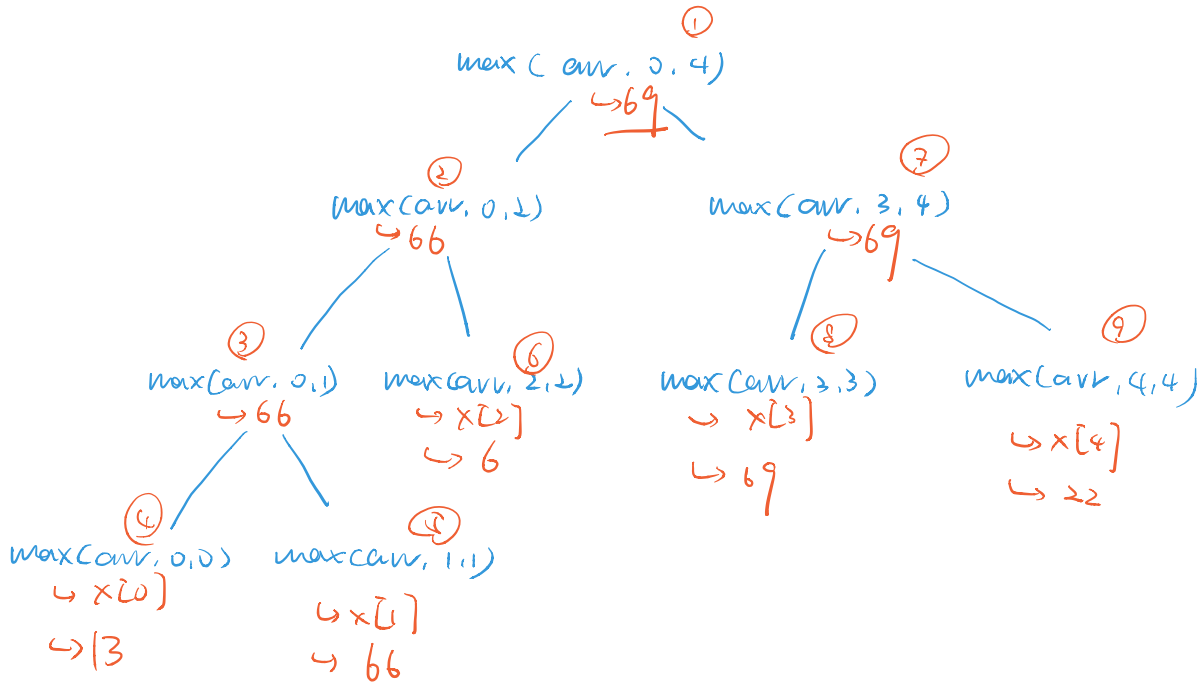 ①
max( arr, 0, 4)
↪69
②
max(arr, 0, 2)
↪66
⑦
max(arr, 3, 4)
↪69
③
max(arr, 0,1)
↪66
⑥
max(arr, 2,2)
↪ x[2]
↪ 6
⑧
max(arr, 3,3)
↪ x[3]
↪ 69
⑨
max(arr, 4,4)
↪ x[4]
↪ 22
④
max(arr, 0,0)
↪ x[0]
↪ 13
⑤
max(arr, 1,1)
↪ x[1]
↪ 66